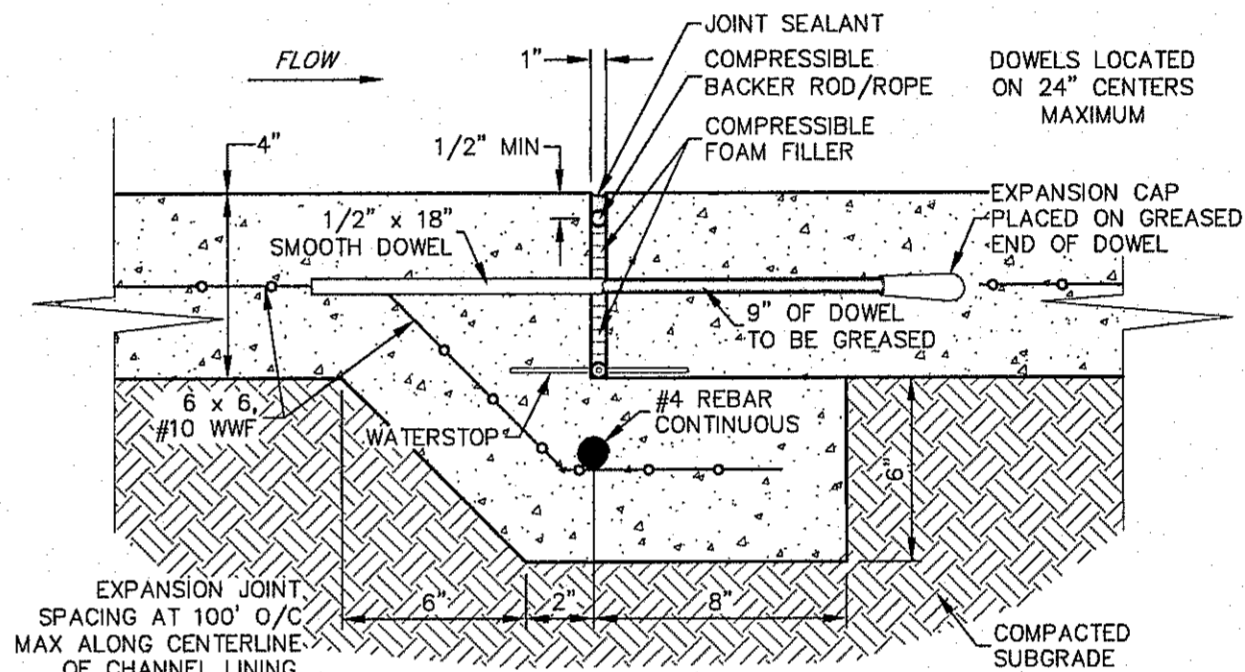 FLOW
1"
JOINT SEALANT
COMPRESSIBLE
BACKER ROD/ROPE
COMPRESSIBLE
FOAM FILLER
DOWELS LOCATED
ON 24" CENTERS
MAXIMUM
4"
1/2" MIN
1/2" x 18"
SMOOTH DOWEL
EXPANSION CAP
PLACED ON GREASED
END OF DOWEL
9" OF DOWEL
TO BE GREASED
6 x 6,
#10 WWF
WATERSTOP
#4 REBAR
CONTINUOUS
6"
6"
2"
8"
EXPANSION JOINT
SPACING AT 100' O/C
MAX ALONG CENTERLINE
OF CHANNEL LINING
COMPACTED
SUBGRADE